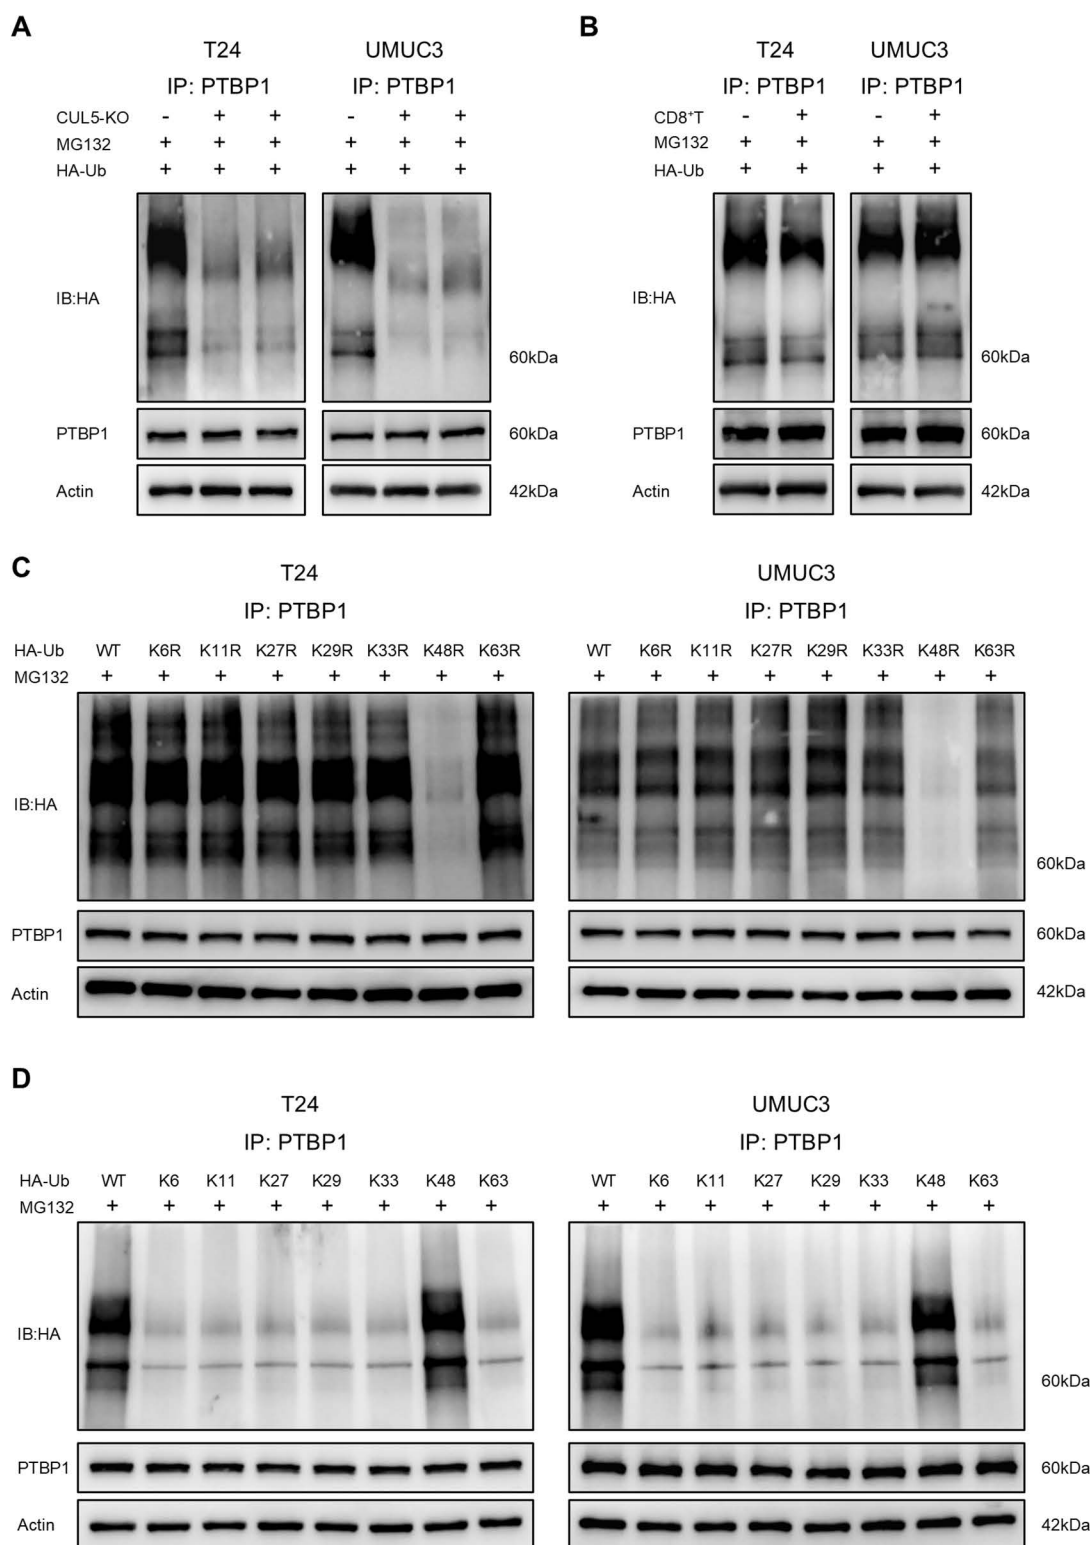 A
T24 UMUC3
IP: PTBP1 IP: PTBP1
CUL5-KO - + + - + +
MG132 + + + + + +
HA-Ub + + + + + +
IB:HA
60kDa
PTBP1 60kDa
Actin 42kDa
B
T24 UMUC3
IP: PTBP1 IP: PTBP1
CD8⁺T - + - +
MG132 + + + +
HA-Ub + + + +
IB:HA
60kDa
PTBP1 60kDa
Actin 42kDa
C
T24 UMUC3
IP: PTBP1 IP: PTBP1
HA-Ub WT K6R K11R K27R K29R K33R K48R K63R WT K6R K11R K27R K29R K33R K48R K63R
MG132 + + + + + + + + + + + + + + + +
IB:HA
60kDa
PTBP1 60kDa
Actin 42kDa
D
T24 UMUC3
IP: PTBP1 IP: PTBP1
HA-Ub WT K6 K11 K27 K29 K33 K48 K63 WT K6 K11 K27 K29 K33 K48 K63
MG132 + + + + + + + + + + + + + + + +
IB:HA
60kDa
PTBP1 60kDa
Actin 42kDa